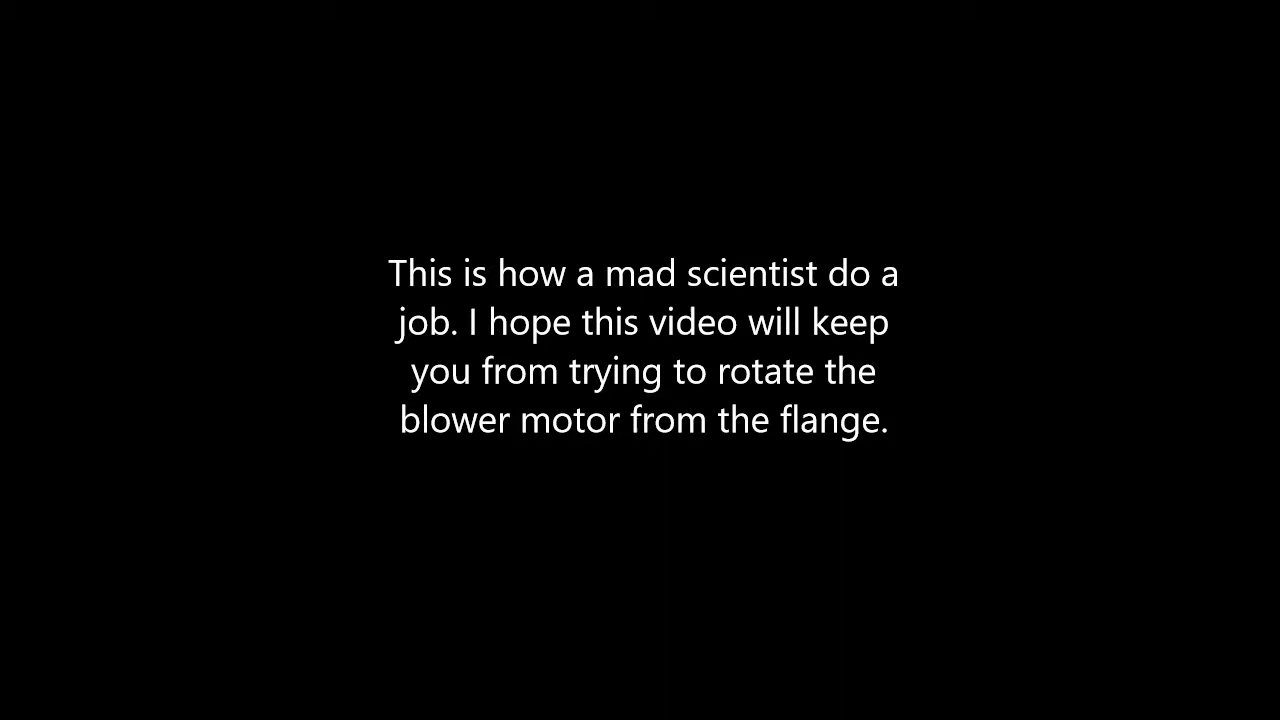 This is how a mad scientist do a
job. I hope this video will keep
you from trying to rotate the
blower motor from the flange.